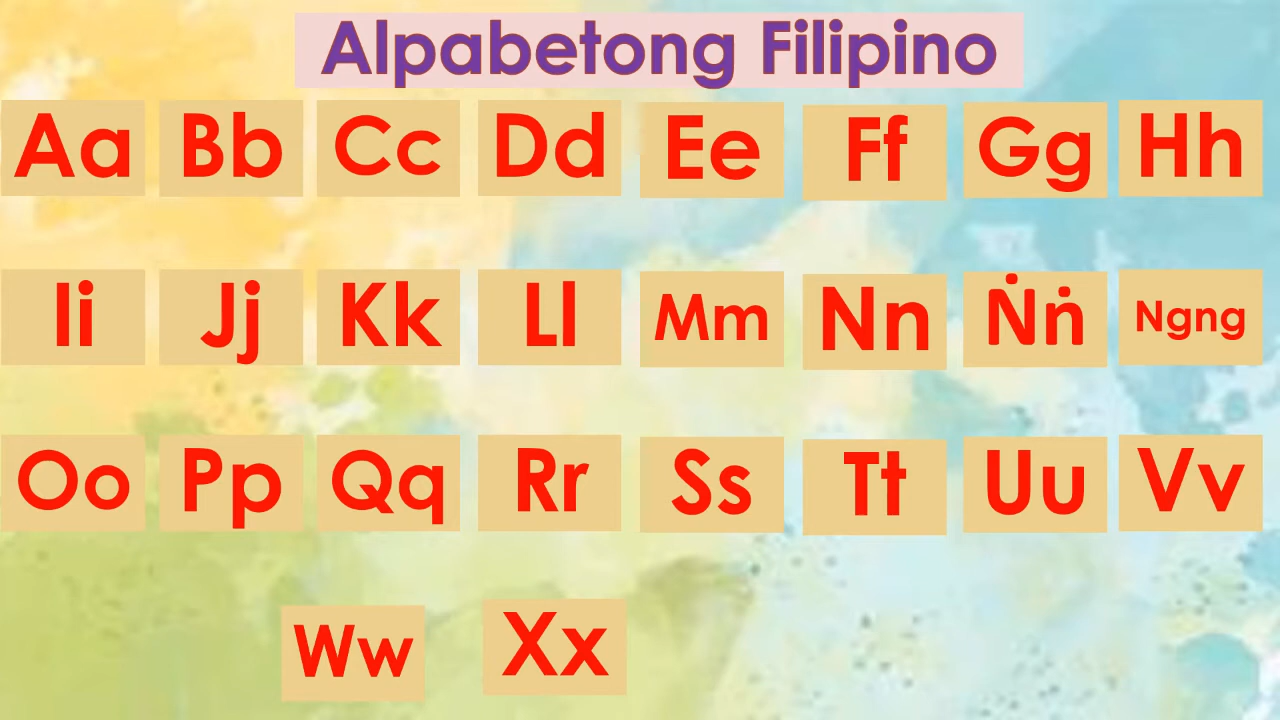 Alpabetong Filipino
Aa Bb Cc Dd Ee Ff Gg Hh
Ii Jj Kk Ll Mm Nn Ṅṅ Ngng
Oo Pp Qq Rr Ss Tt Uu Vv
Ww Xx